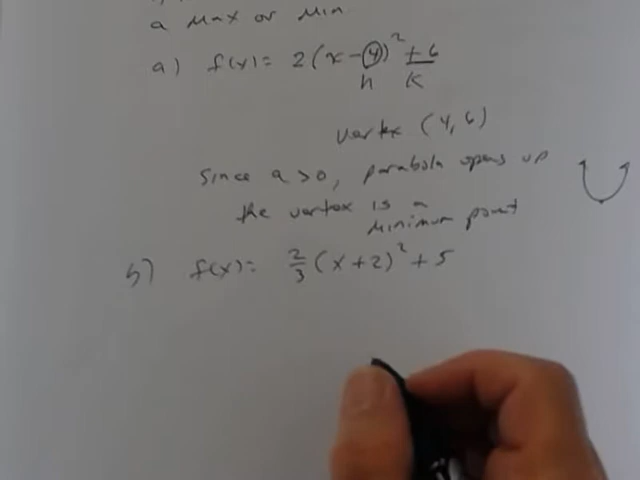 a Max or Min
a) f(x) = 2(x-4)² + 6
h k
vertex (4,6)
Since a >0, parabola opens up
the vertex is a
minimum point
b) f(x) = 2/3 (x+2)² + 5